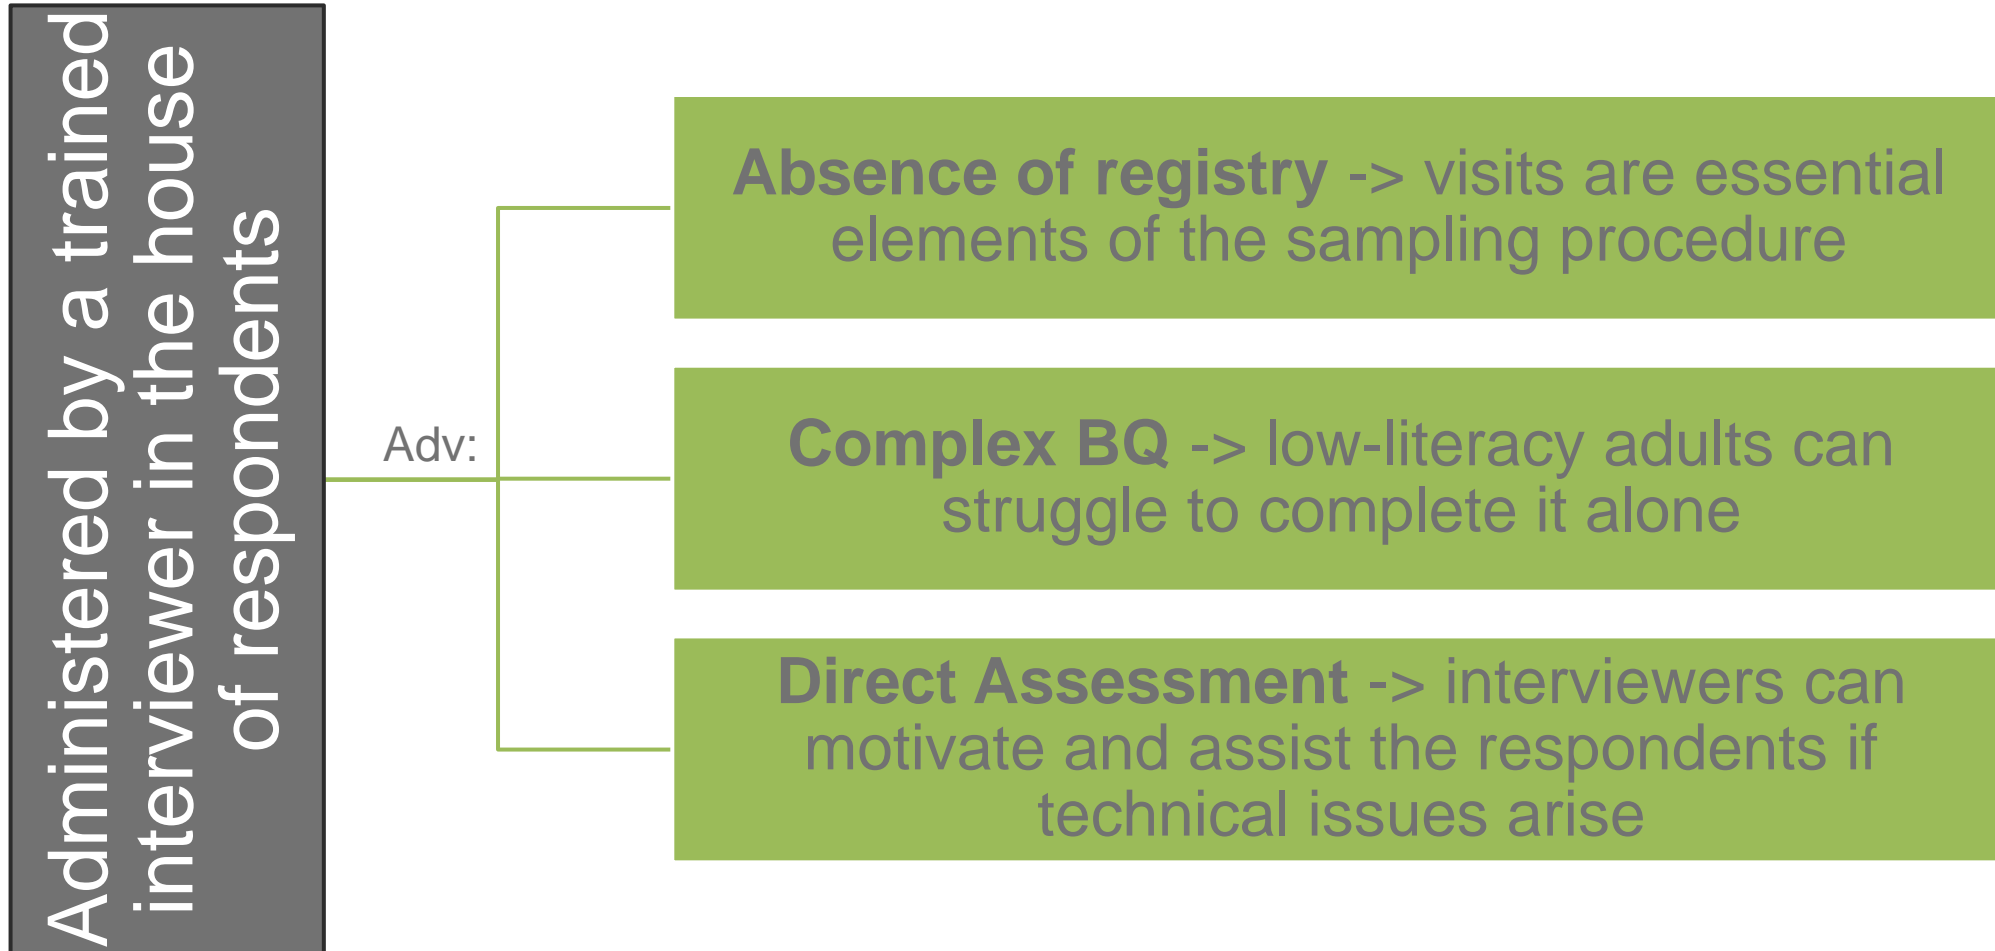 Administered by a trained
interviewer in the house
of respondents
Adv:
Absence of registry -> visits are essential
elements of the sampling procedure
Complex BQ -> low-literacy adults can
struggle to complete it alone
Direct Assessment -> interviewers can
motivate and assist the respondents if
technical issues arise